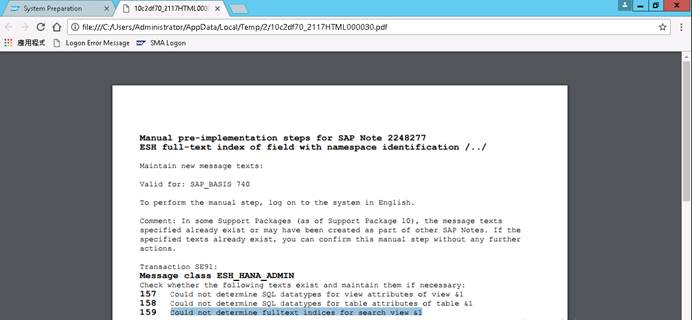 System Preparation
10c2df70_2117HTML000
file:///C:/Users/Administrator/AppData/Local/Temp/2/10c2df70_2117HTML000030.pdf
應用程式 Logon Error Message SMA Logon
Manual pre-implementation steps for SAP Note 2248277
ESH full-text index of field with namespace identification /../
Maintain new message texts:
Valid for: SAP_BASIS 740
To perform the manual step, log on to the system in English.
Comment: In some Support Packages (as of Support Package 10), the message texts
specified already exist or may have been created as part of other SAP Notes. If the
specified texts already exist, you can confirm this manual step without any further
actions.
Transaction SE91:
Message class ESH_HANA_ADMIN
Check whether the following texts exist and maintain them if necessary:
157 Could not determine SQL datatypes for view attributes of view &1
158 Could not determine SQL datatypes for table attributes of table &1
159 Could not determine fulltext indices for search view &1